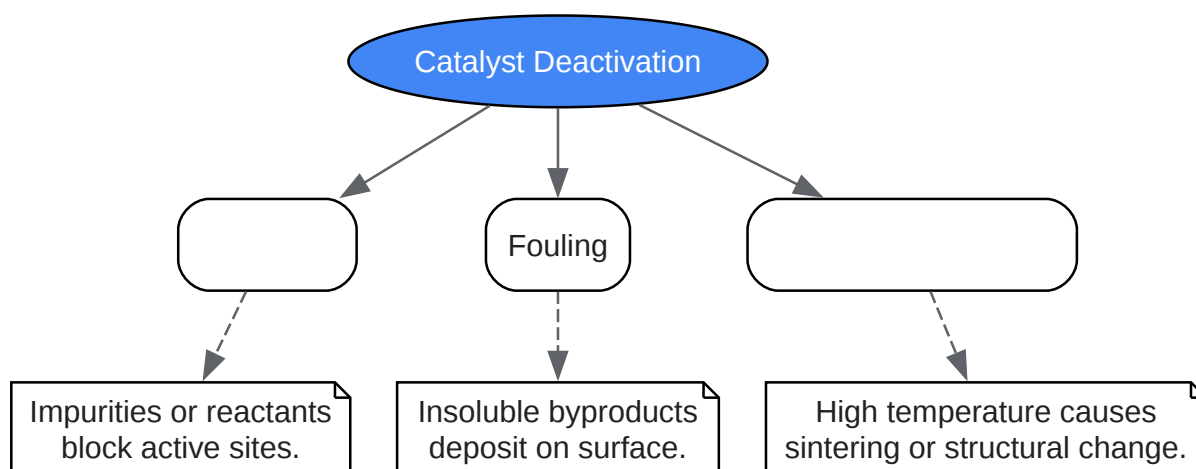 Catalyst Deactivation
Fouling
Impurities or reactants
block active sites.
Insoluble byproducts
deposit on surface.
High temperature causes
sintering or structural change.